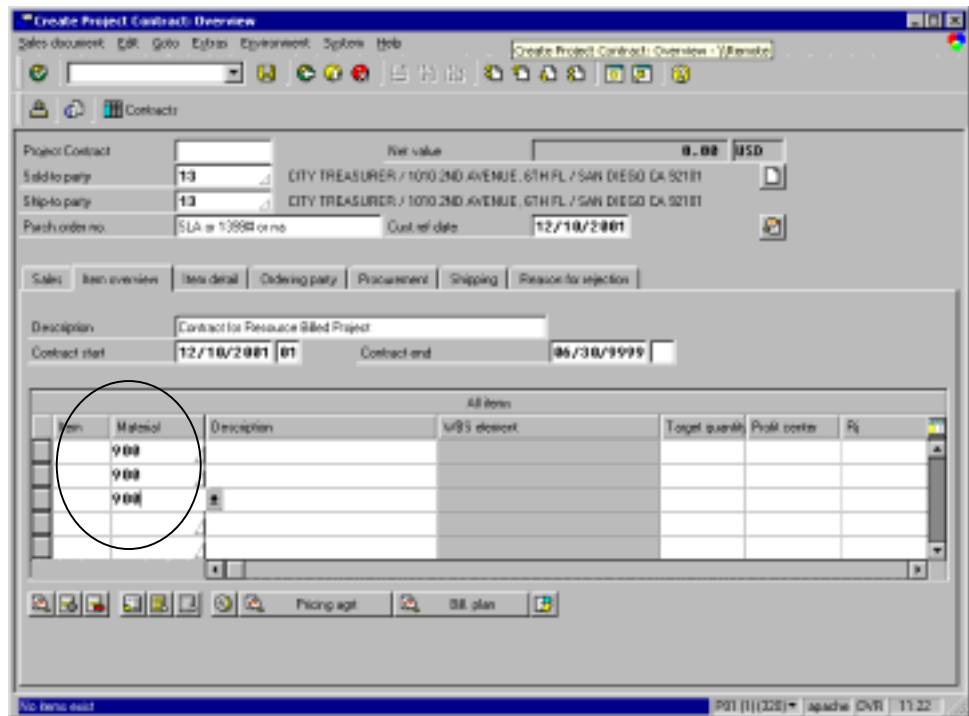 Create Project Contract: Overview
Sales document Edit Goto Extras Environment System Help
Create Project Contract: Overview - \\Remote
Contracts
Project Contract Net value 0.00 USD
Sold-to party 13 CITY TREASURER / 1010 2ND AVENUE, 6TH FL / SAN DIEGO CA 92101
Ship-to party 13 CITY TREASURER / 1010 2ND AVENUE, 6TH FL / SAN DIEGO CA 92101
Purch. order no. SLA or 1399# or na Cust. ref date 12/10/2001
Sales Item overview Item detail Ordering party Procurement Shipping Reason for rejection
Description Contract for Resource Billed Project
Contract start 12/10/2001 01 Contract end 06/30/9999
All items
Item Material Description WBS element Target quantity Profit center Rj
900
900
900
Pricing agrt Bill. plan
No items exist P01 (1) (320) apache OVR 11:22